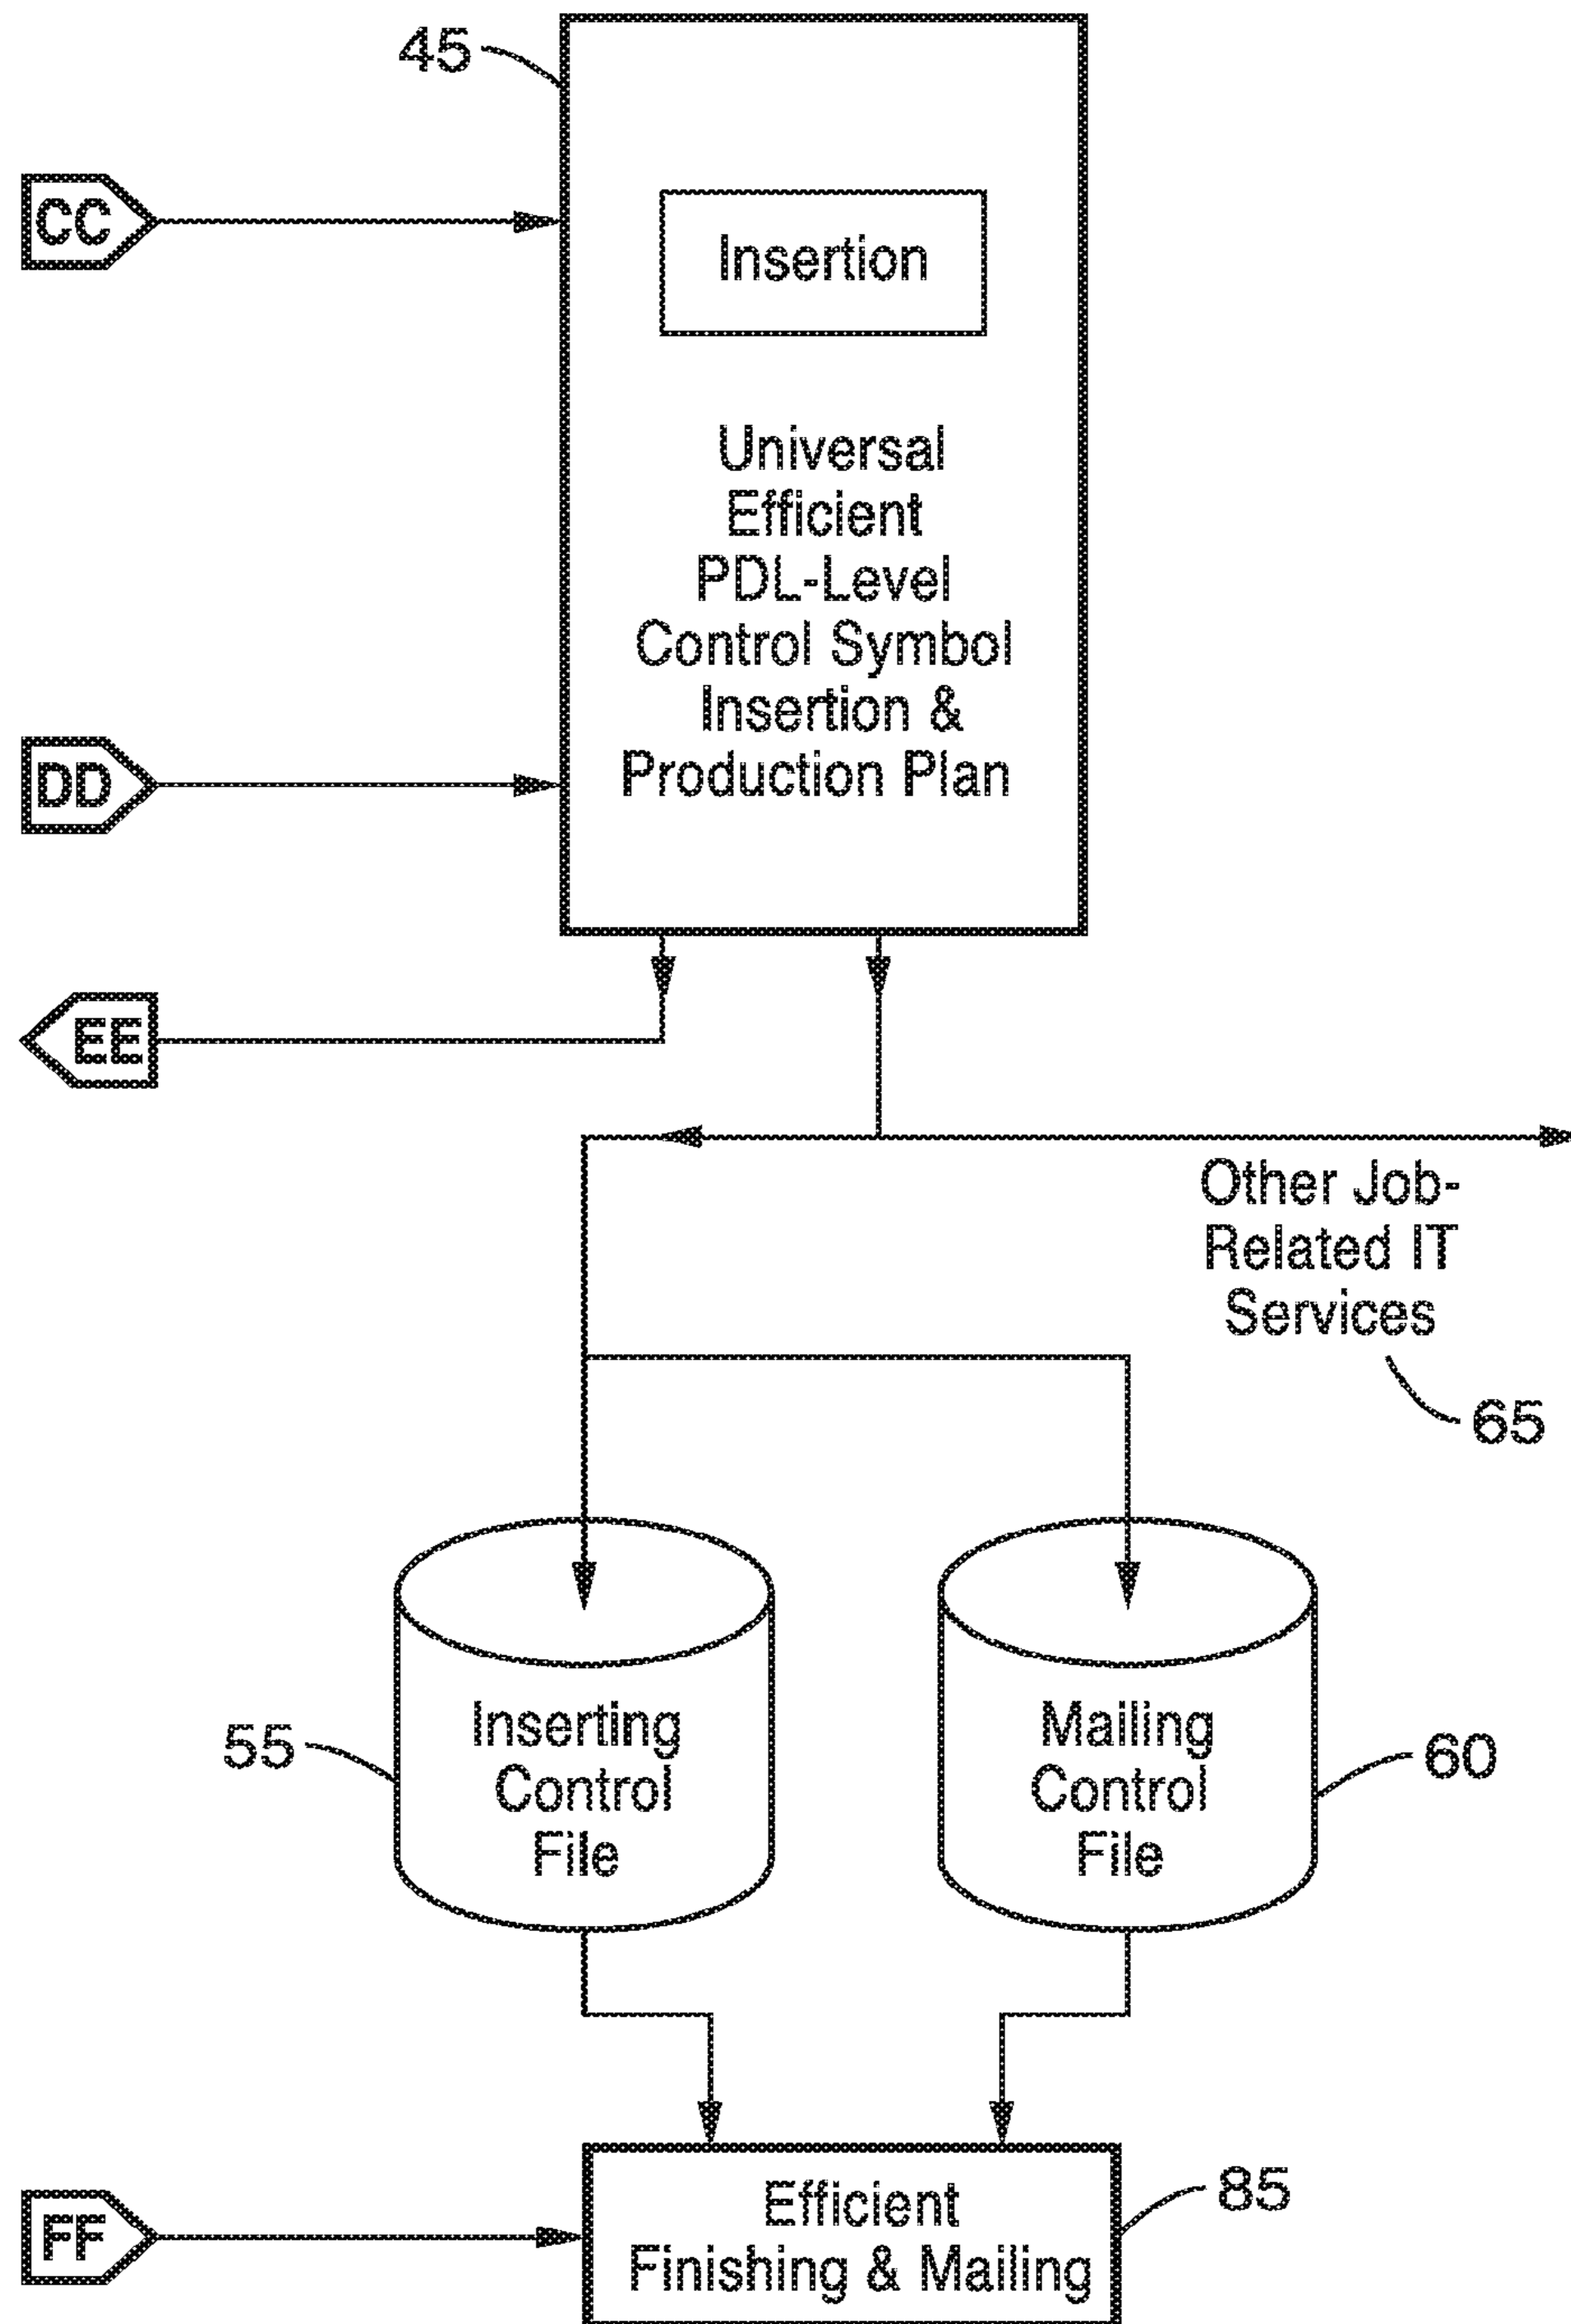 45
CC
Insertion
Universal
Efficient
PDL-Level
Control Symbol
Insertion &
Production Plan
DD
EE
Other Job-
Related IT
Services
65
55
Inserting
Control
File
Mailing
Control
File
60
FF
Efficient
Finishing & Mailing
85